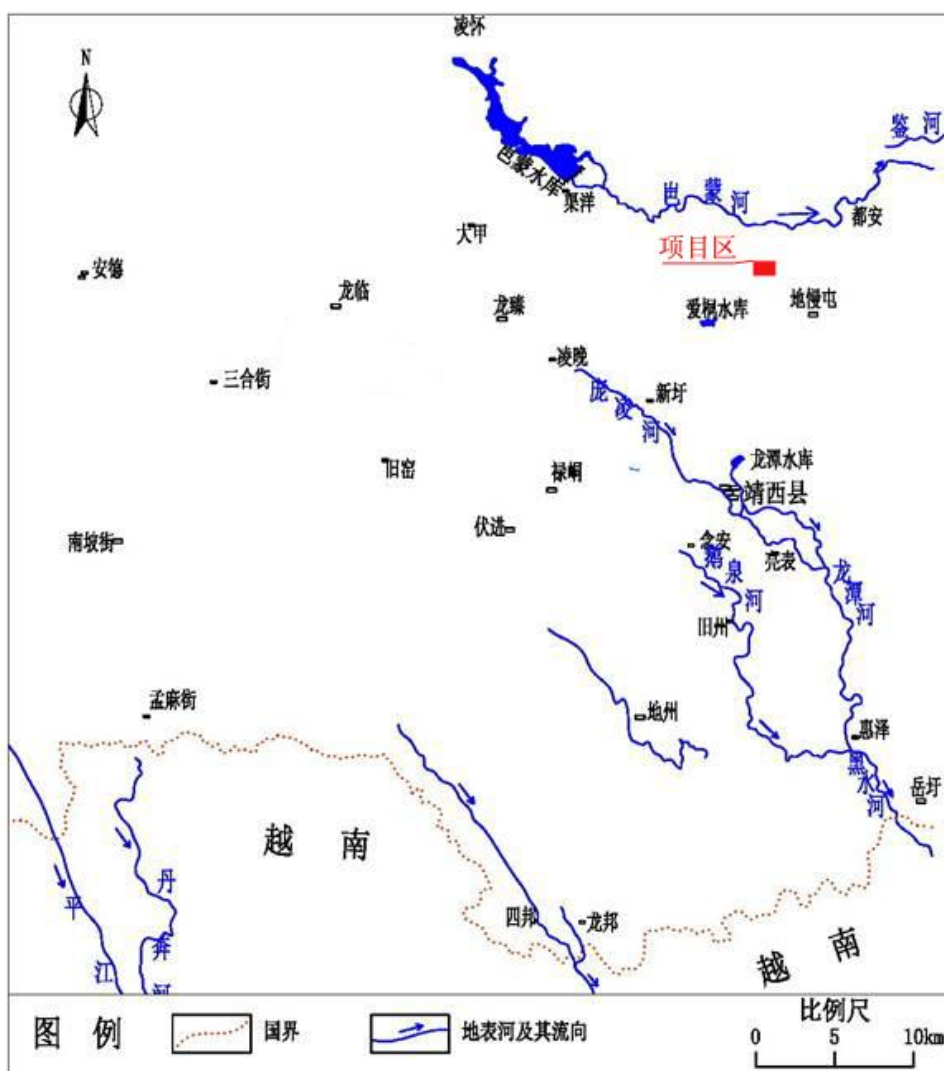 凌怀
N
鉴河
岜蒙水库
渠洋
岜蒙河
都安
大甲
项目区
安德
龙临
龙臻
爱桐水库
地慢屯
凌晚
三合街
庞凌河
新圩
旧窑
禄峒
龙潭水库
靖西县
南坡街
伏进
念安
鹅泉河
亮表
龙潭河
旧州
孟麻街
地州
惠泽
黑水河
岳圩
越南
丹奔河
平江
四邦
龙邦
越南
图例
国界
地表河及其流向
比例尺
0 5 10km